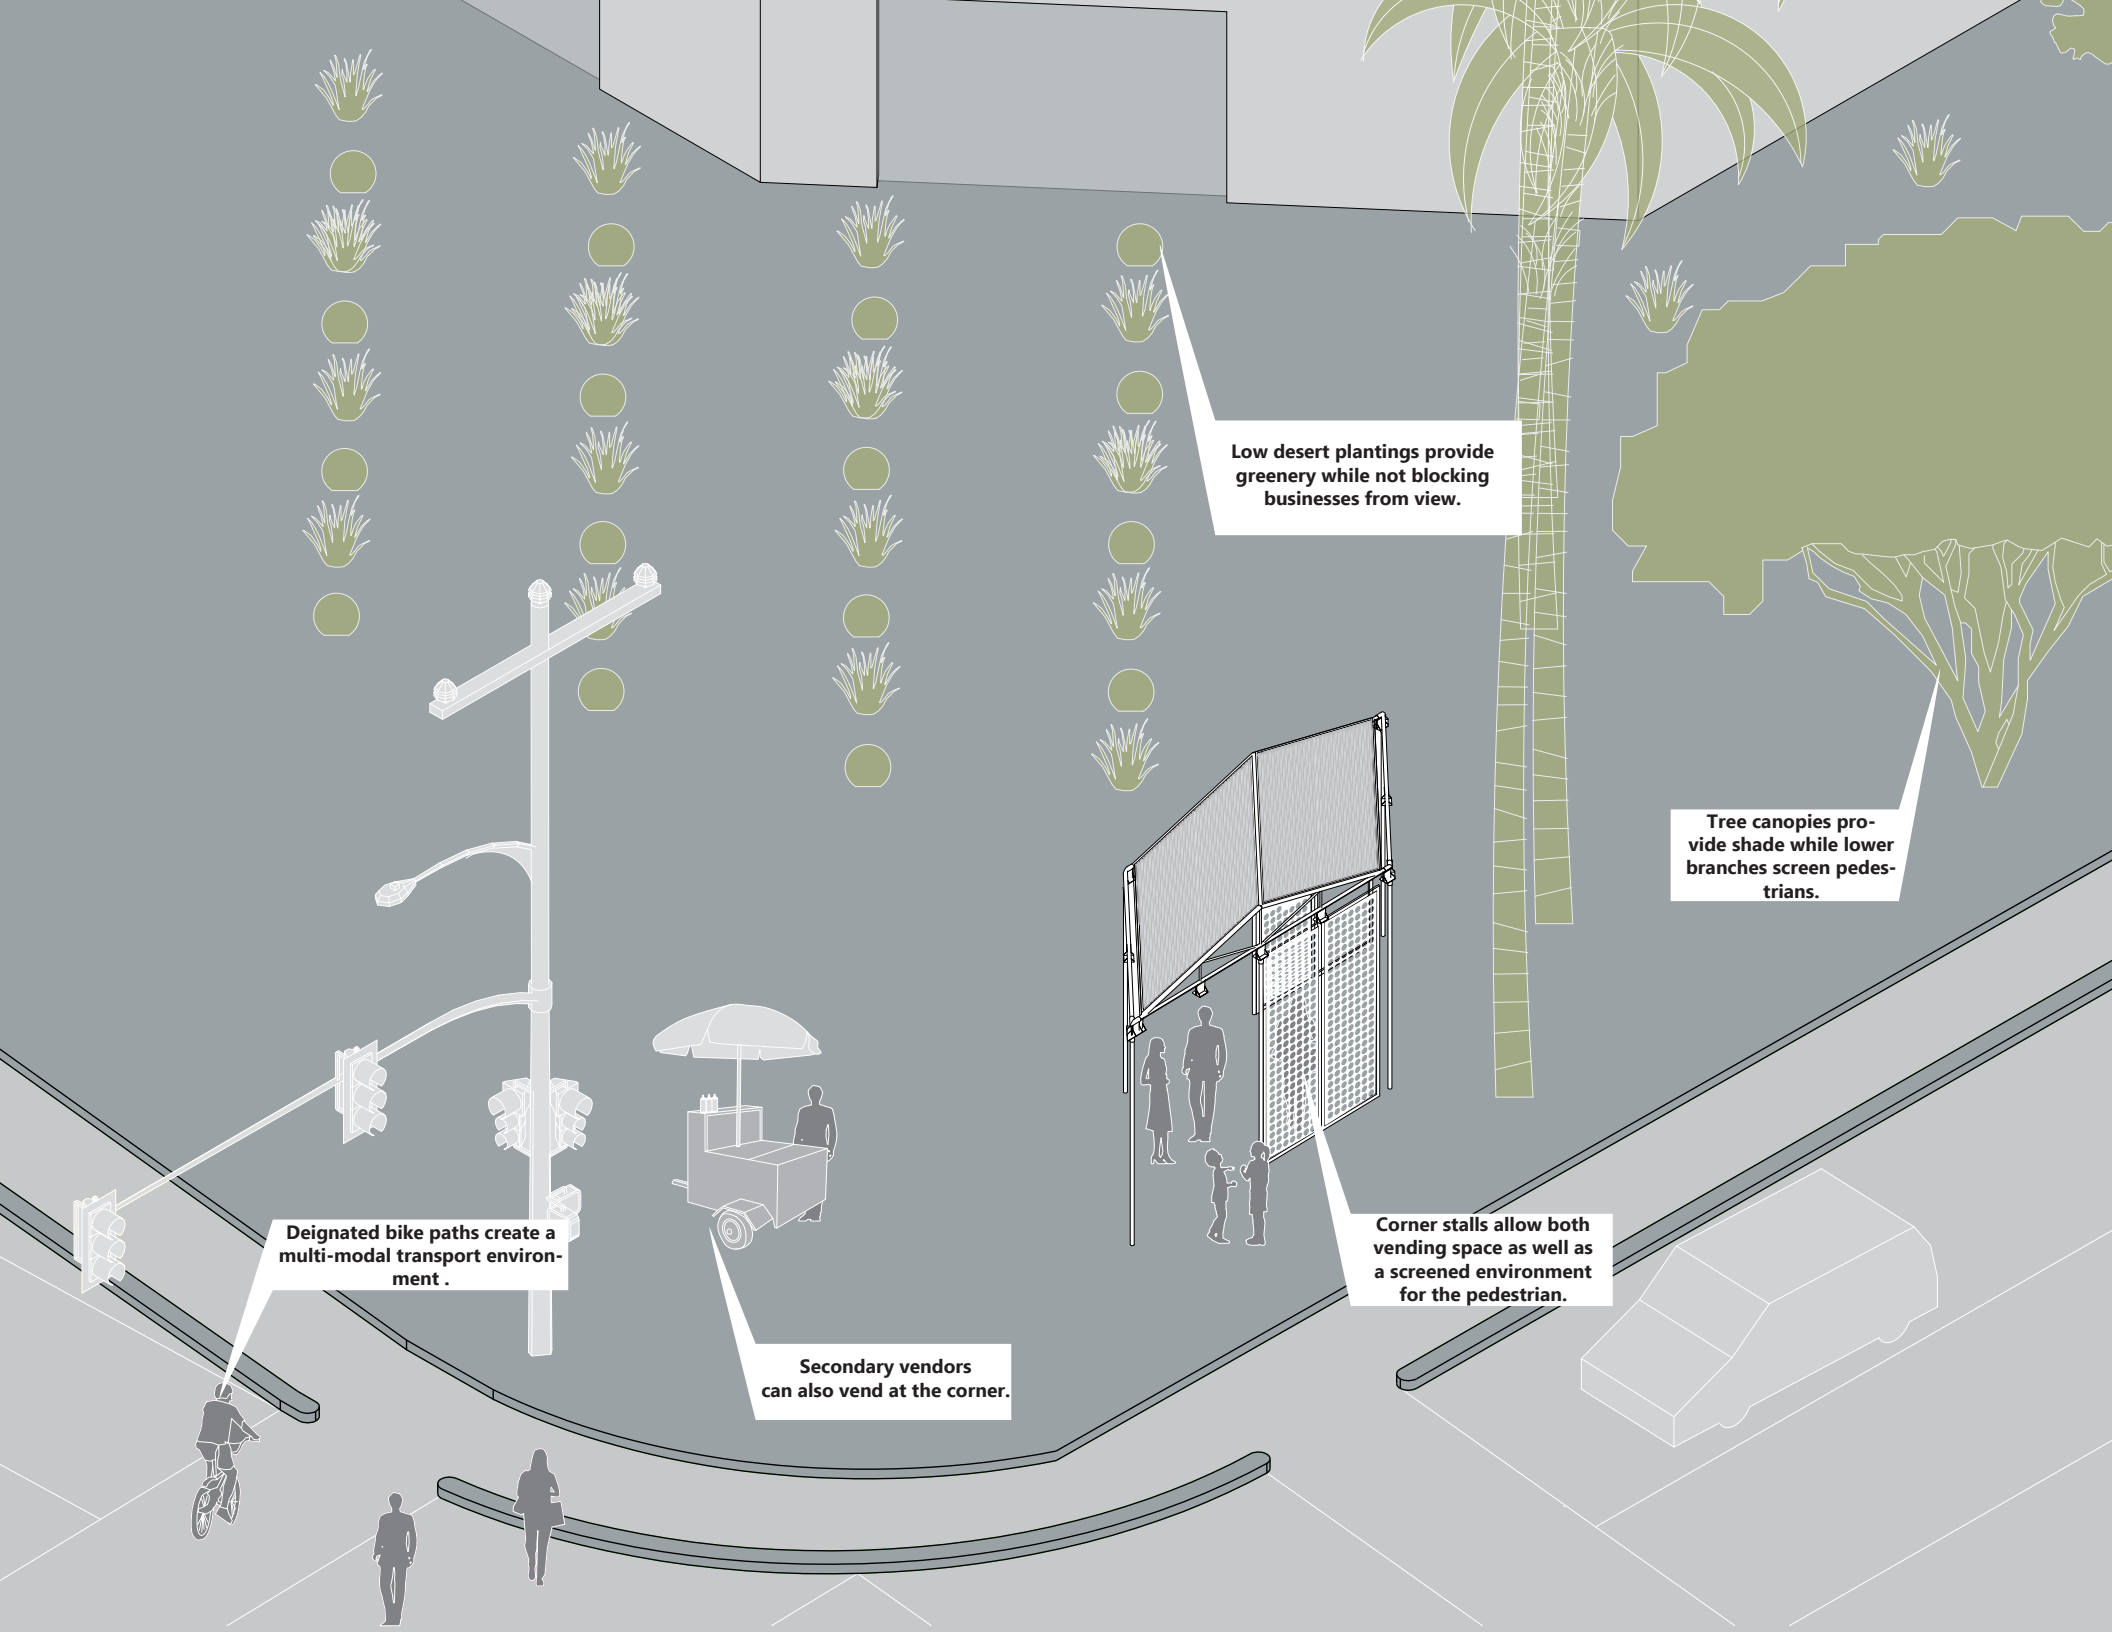 Low desert plantings provide
greenery while not blocking
businesses from view.
Tree canopies pro-
vide shade while lower
branches screen pedes-
trians.
Deignated bike paths create a
multi-modal transport environ-
ment .
Corner stalls allow both
vending space as well as
a screened environment
for the pedestrian.
Secondary vendors
can also vend at the corner.